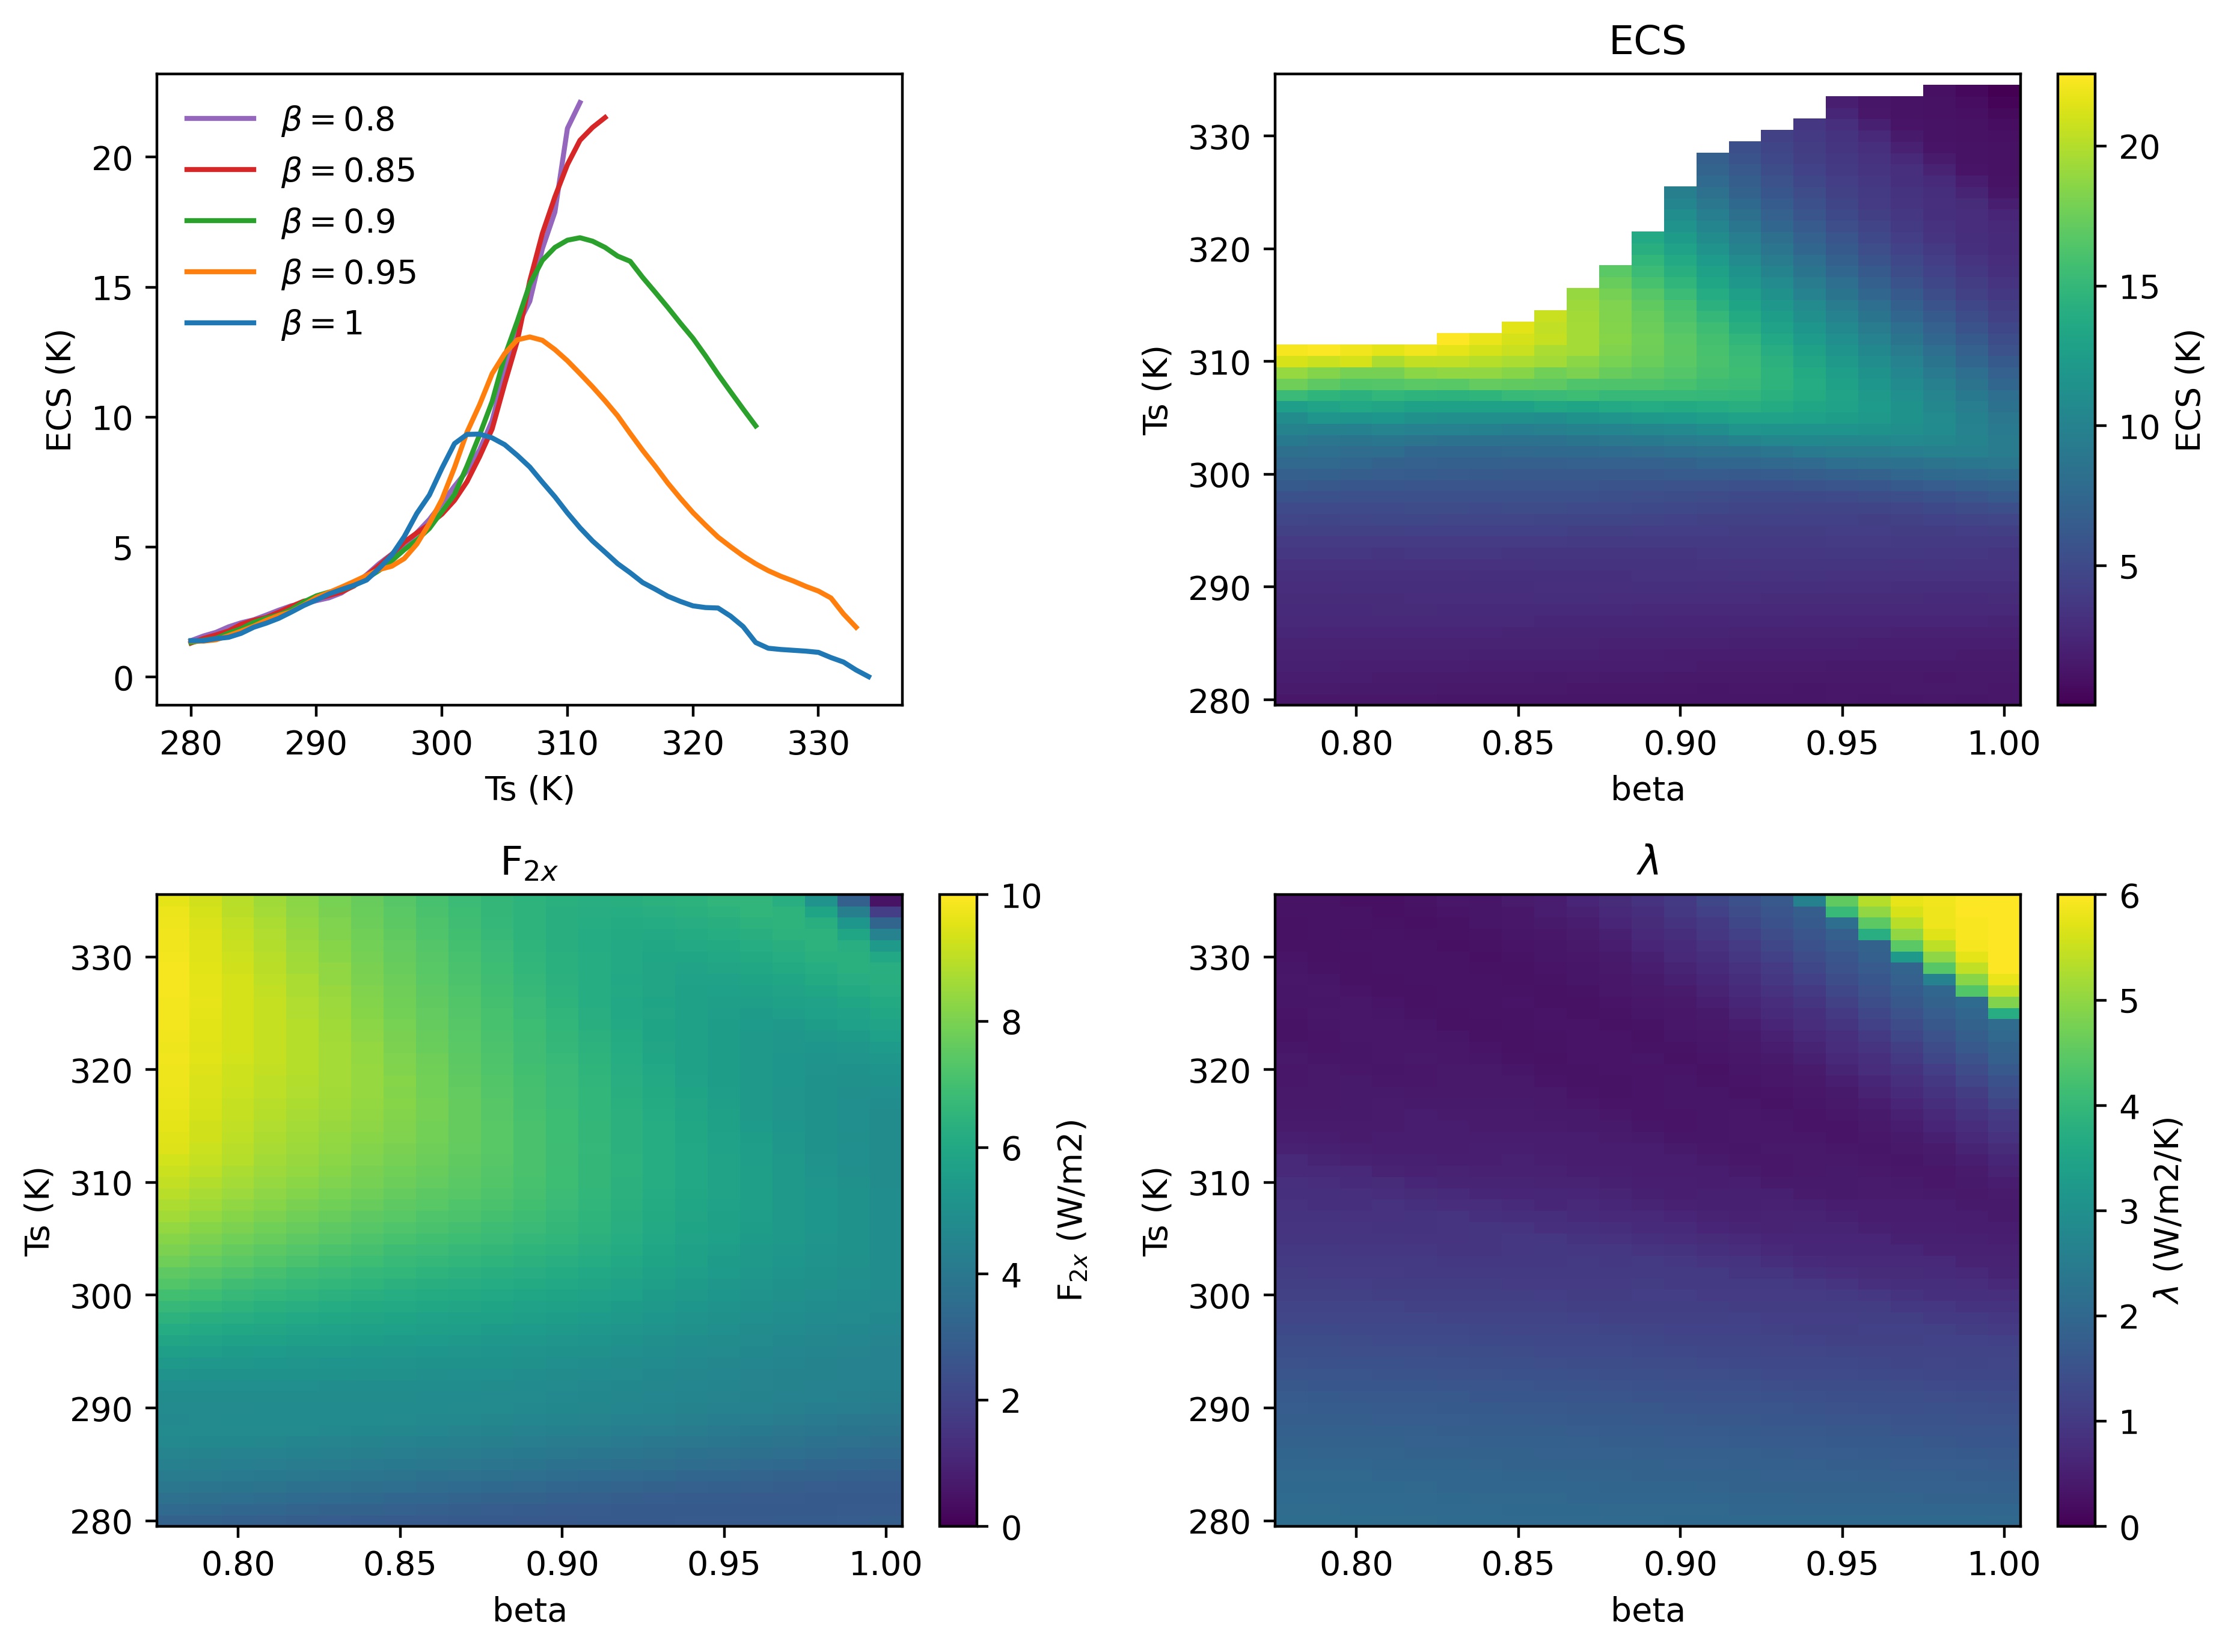 β = 0.8
β = 0.85
β = 0.9
β = 0.95
β = 1
20
15
10
5
0
ECS (K)
280 290 300 310 320 330
Ts (K)
ECS
330
320
310
300
290
280
Ts (K)
0.80 0.85 0.90 0.95 1.00
beta
20
15
10
5
ECS (K)
F₂ₓ
330
320
310
300
290
280
Ts (K)
0.80 0.85 0.90 0.95 1.00
beta
10
8
6
4
2
0
F₂ₓ (W/m2)
λ
330
320
310
300
290
280
Ts (K)
0.80 0.85 0.90 0.95 1.00
beta
6
5
4
3
2
1
0
λ (W/m2/K)